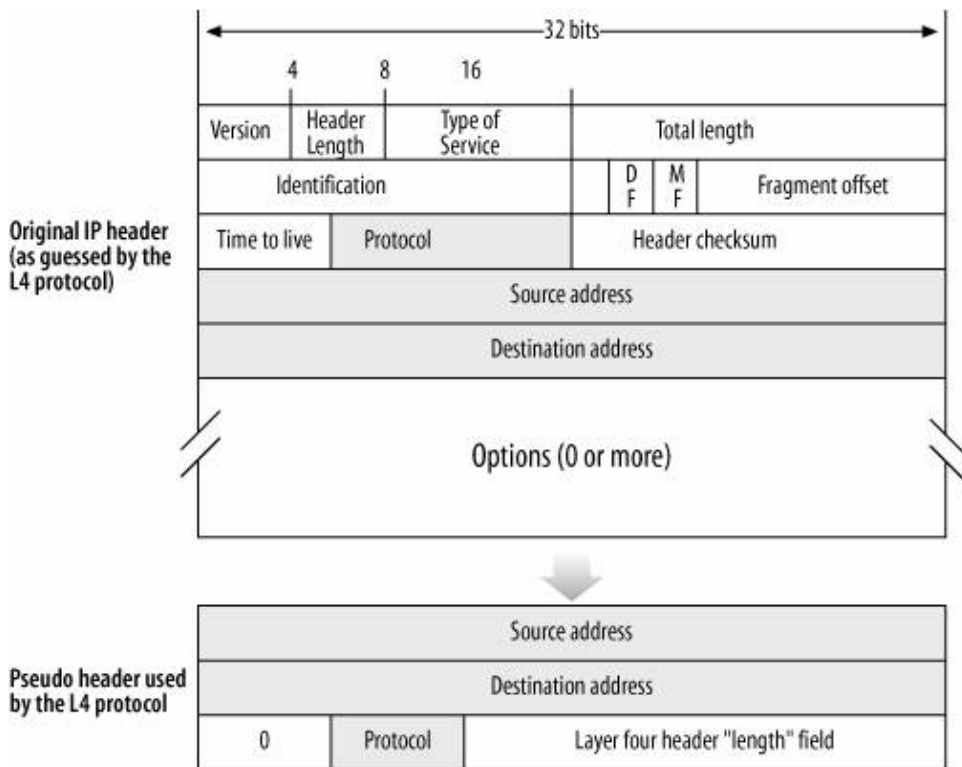 32 bits
4 8 16
Version Header Length Type of Service Total length
Identification DF MF Fragment offset
Original IP header
(as guessed by the
L4 protocol)
Time to live Protocol Header checksum
Source address
Destination address
Options (0 or more)
Source address
Pseudo header used
by the L4 protocol
Destination address
0 Protocol Layer four header "length" field